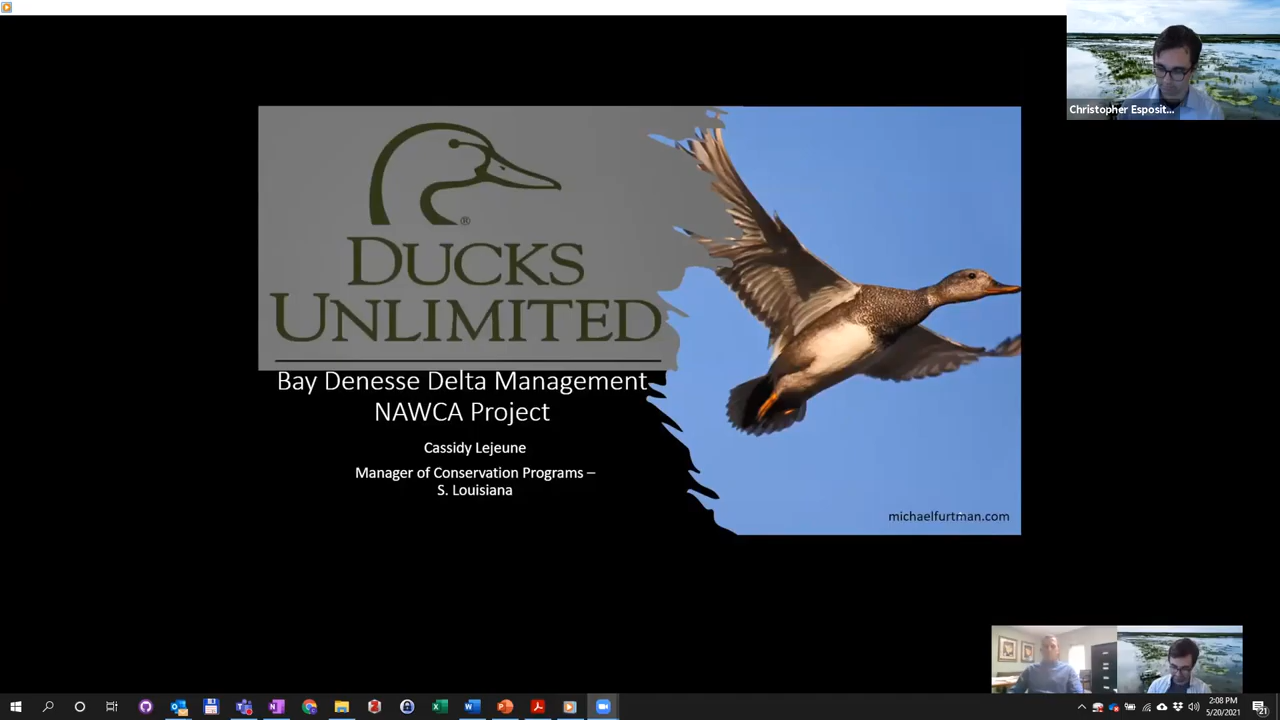 Christopher Esposit...
®
DUCKS
UNLIMITED
Bay Denesse Delta Management
NAWCA Project
Cassidy Lejeune
Manager of Conservation Programs –
S. Louisiana
michaelfurtman.com
2:08 PM
5/20/2021
21